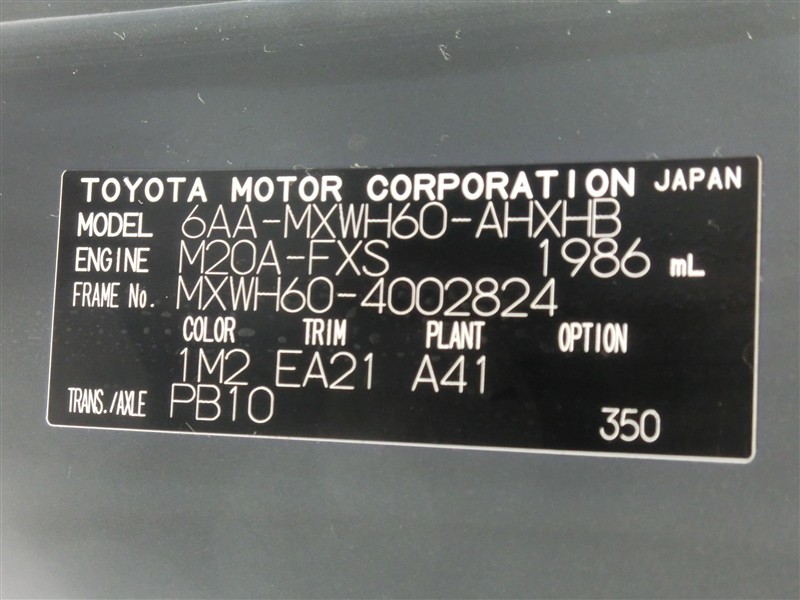 TOYOTA MOTOR CORPORATION JAPAN
MODEL 6AA-MXWH60-AHXHB
ENGINE M20A-FXS 1986 mL
FRAME No. MXWH60-4002824
COLOR TRIM PLANT OPTION
1M2 EA21 A41
TRANS./AXLE PB10
350